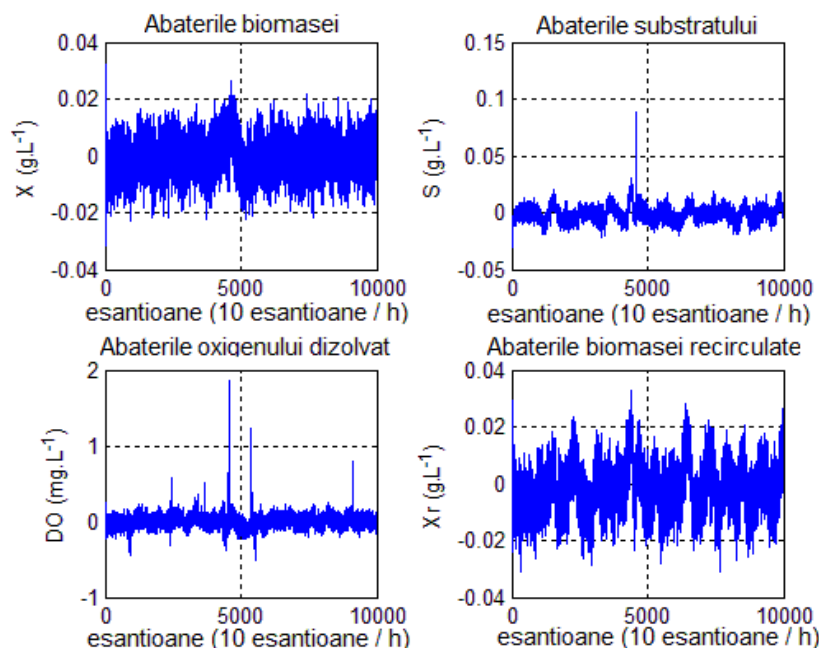 Abaterile biomasei
0.04
0.02
0
-0.02
-0.04
X (g.L⁻¹)
0 5000 10000
esantioane (10 esantioane / h)
Abaterile substratului
0.15
0.1
0.05
0
-0.05
S (g.L⁻¹)
0 5000 10000
esantioane (10 esantioane / h)
Abaterile oxigenului dizolvat
2
1
0
-1
DO (mg.L⁻¹)
0 5000 10000
esantioane (10 esantioane / h)
Abaterile biomasei recirculate
0.04
0.02
0
-0.02
-0.04
Xr (g.L⁻¹)
0 5000 10000
esantioane (10 esantioane / h)